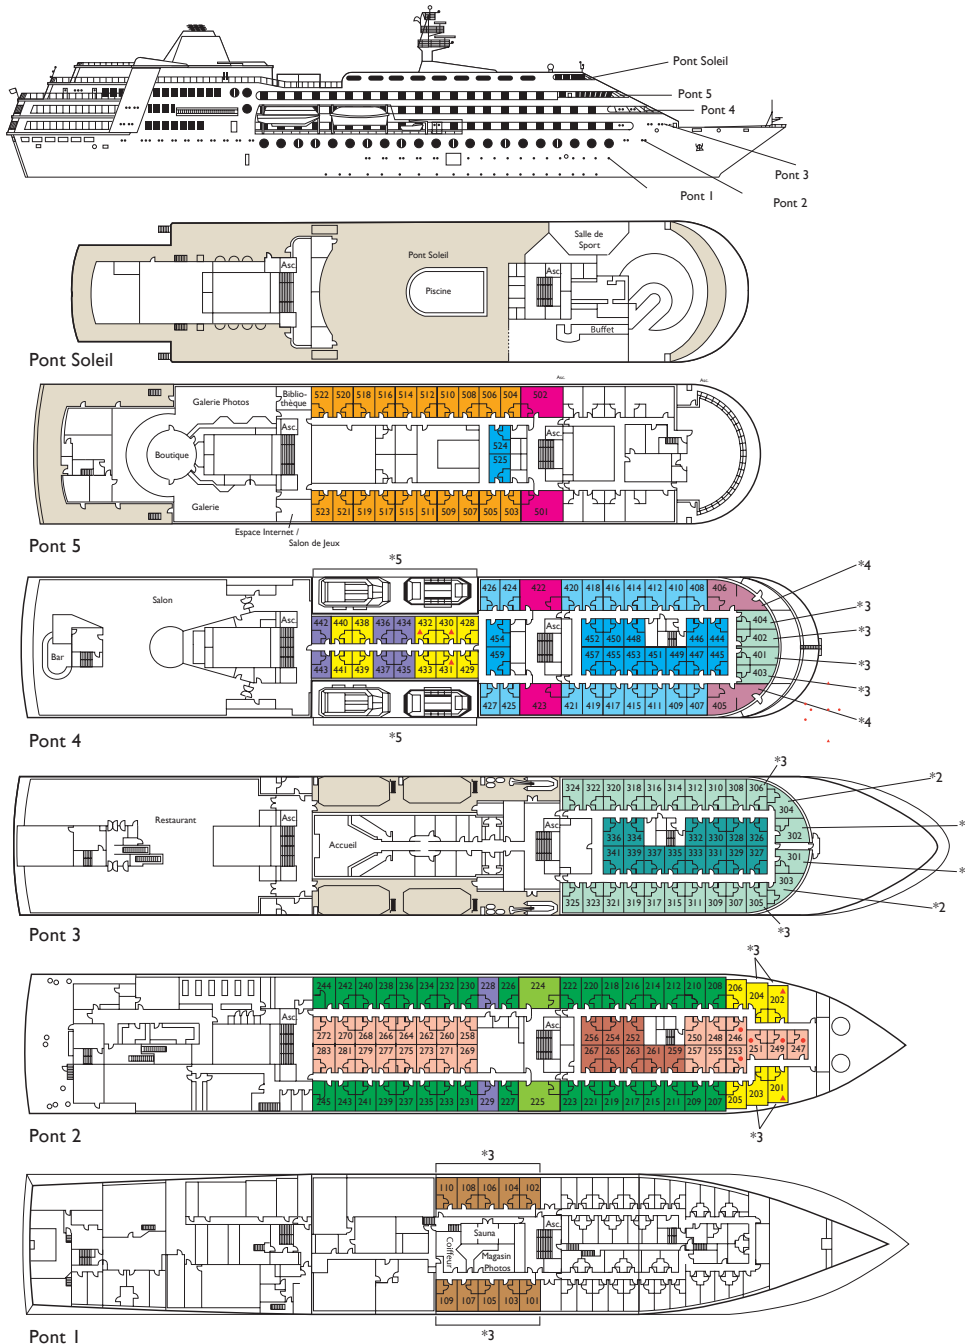 Pont Soleil
Pont 5
Pont 4
Pont 3
Pont 2
Pont 1
Asc.
Pont Soleil
Piscine
Salle de
Sport
Asc.
Buffet
Pont Soleil
Asc.
Asc.
Galerie Photos
Biblio-
thèque
522 520 518 516 514 512 510 508 506 504 502
Asc.
Boutique
524
525
Asc.
Galerie
523 521 519 517 515 511 509 507 505 503 501
Espace Internet /
Salon de Jeux
Pont 5
*5
*4
Salon
426 424 422 420 418 416 414 412 410 408 406
*3
404
442 440 438 436 434 432 430 428
402
*3
Asc.
454
Asc.
452 450 448 446 444
Bar
459
457 455 453 451 449 447 445
401
*3
443 441 439 437 435 433 431 429
403
*3
427 425 423 421 419 417 415 411 409 407 405
*4
*5
Pont 4
*3
*2
324 322 320 318 316 314 312 310 308 306
304
Restaurant
*
302
Asc.
Accueil
Asc.
336 334 332 330 328 326
341 339 337 335 333 331 329 327
301
*
303
325 323 321 319 317 315 311 309 307 305
*2
*3
Pont 3
*3
244 242 240 238 236 234 232 230 228 226 224 222 220 218 216 214 212 210 208 206 204 202
Asc.
272 270 268 266 264 262 260 258
Asc.
256 254 252 250 248 246
283 281 279 277 275 273 271 269
267 265 263 261 259 257 255 253 251 249 247
245 243 241 239 237 235 233 231 229 227 225 223 221 219 217 215 211 209 207 205 203 201
*3
Pont 2
*3
110 108 106 104 102
Asc.
Sauna
Asc.
Coiffeur
Magasin
Photos
109 107 105 103 101
*3
Pont 1